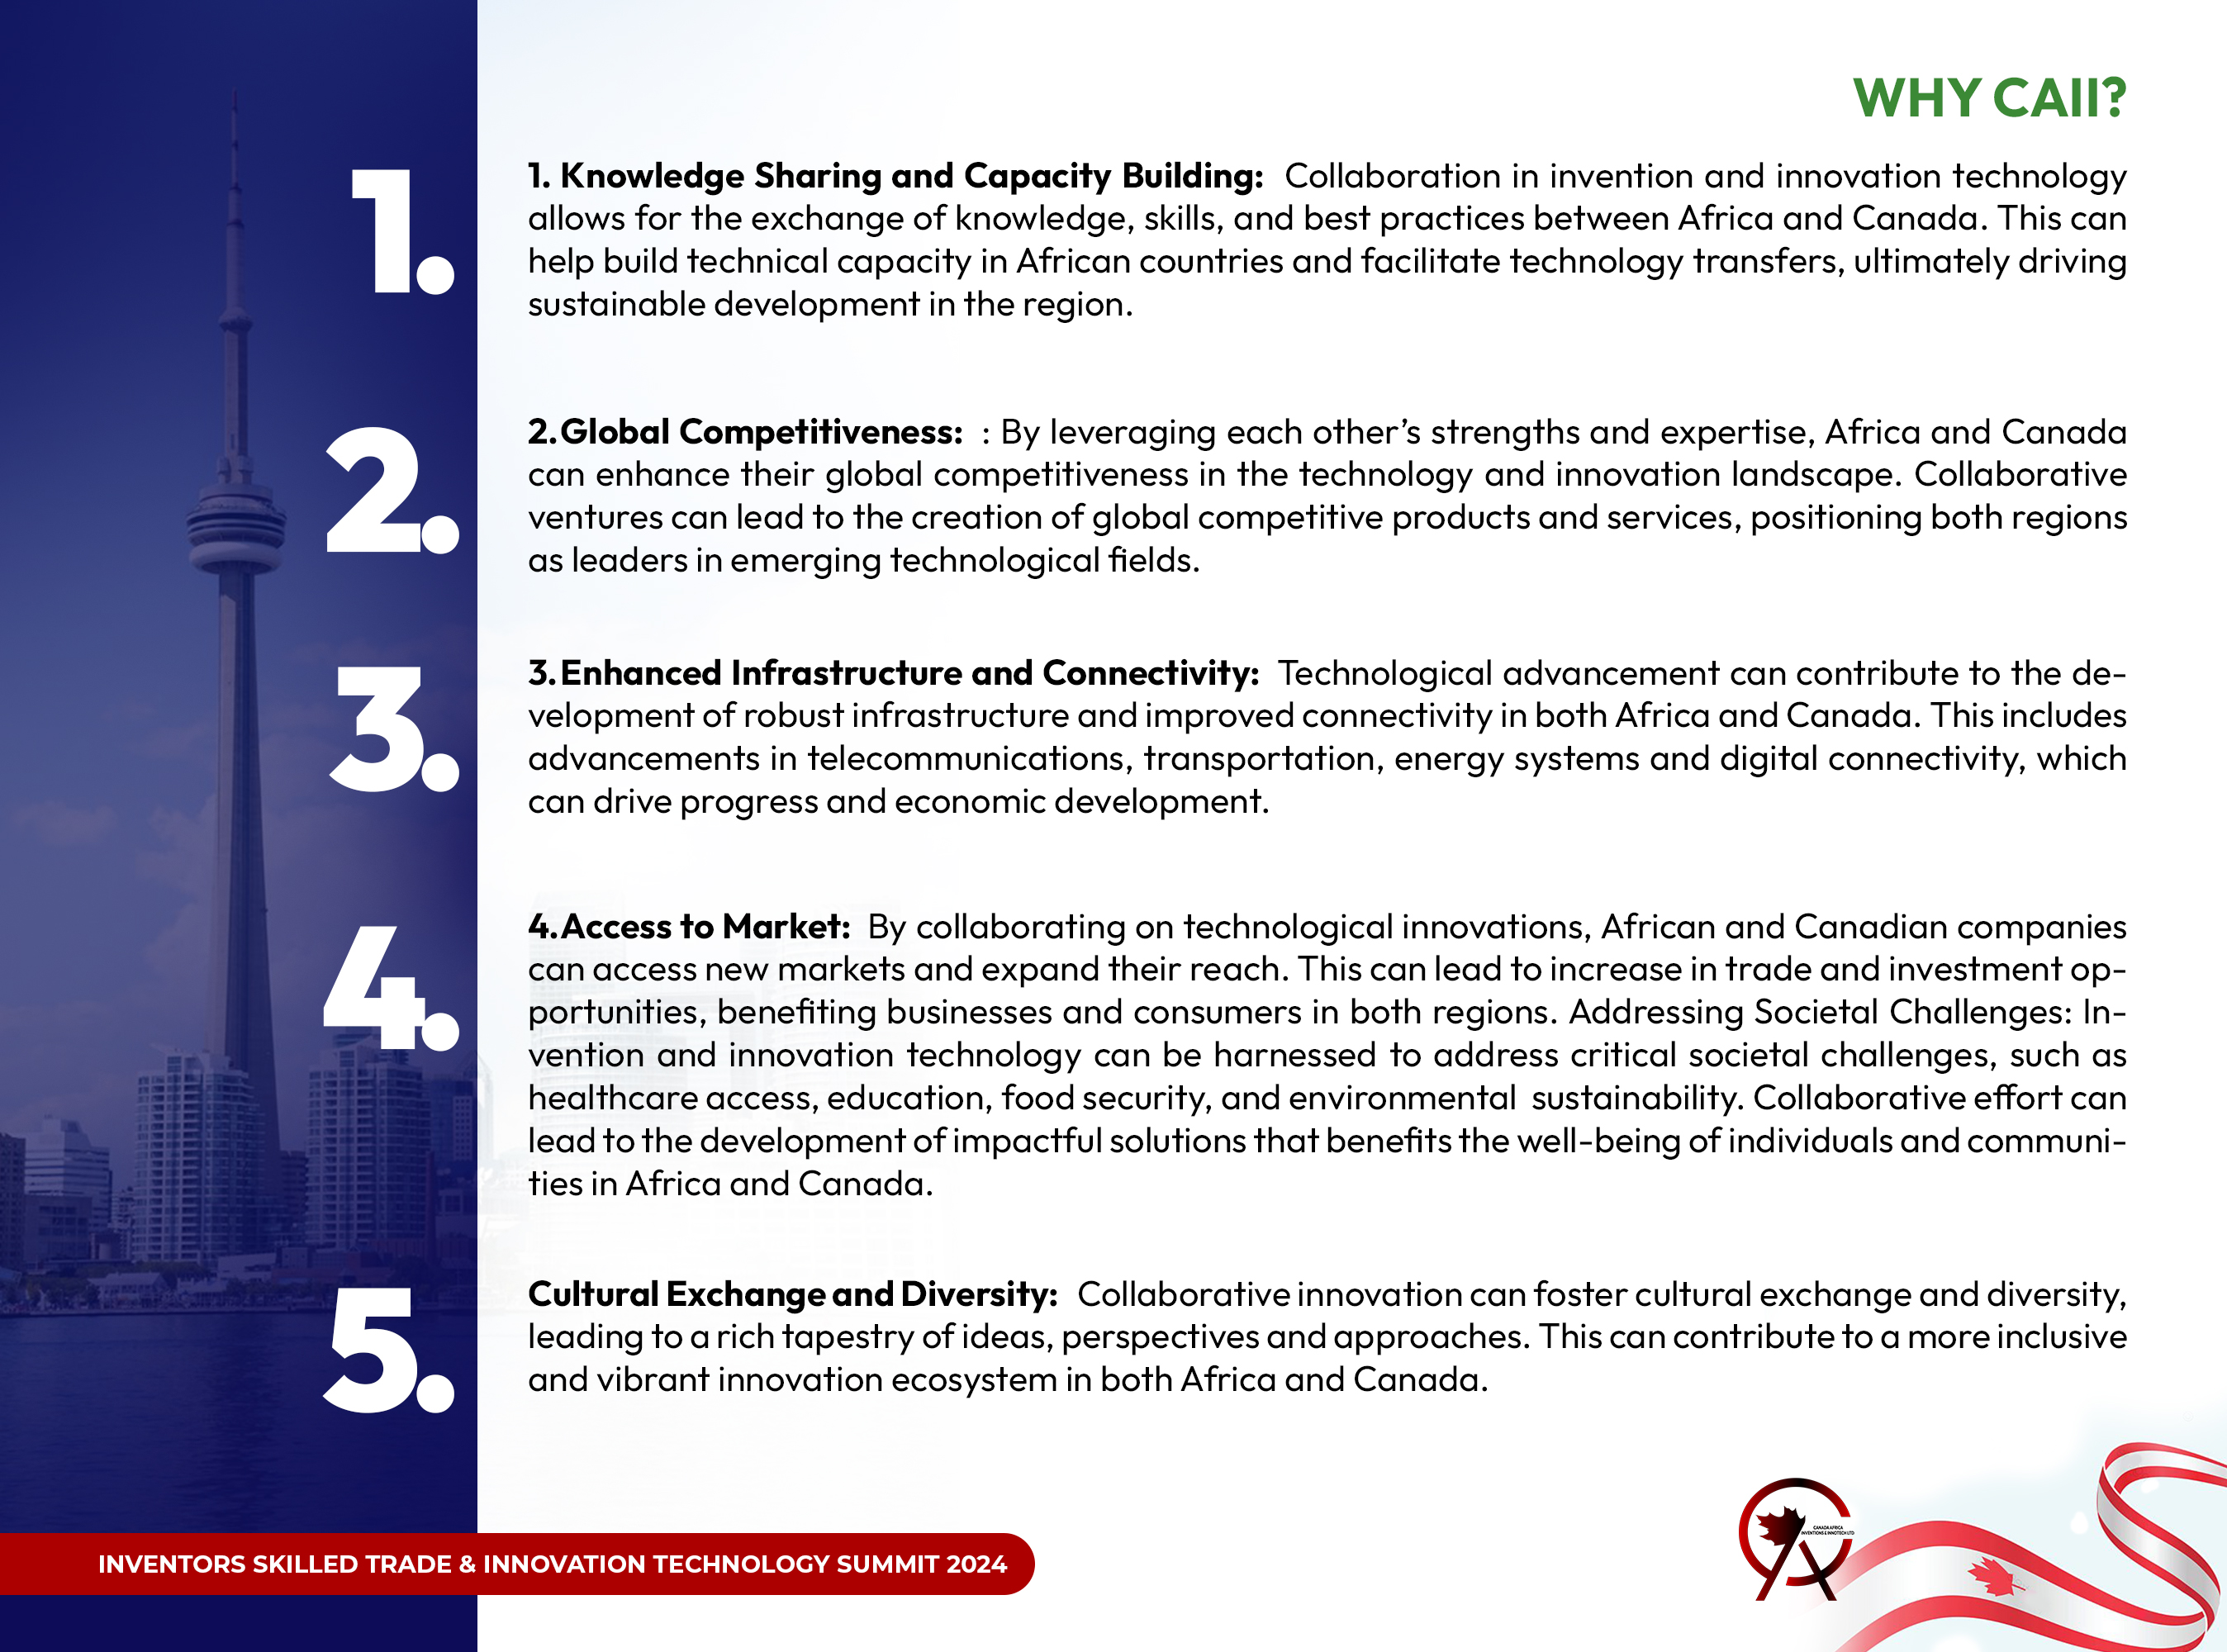 WHY CAII?
1.
1. Knowledge Sharing and Capacity Building: Collaboration in invention and innovation technology
allows for the exchange of knowledge, skills, and best practices between Africa and Canada. This can
help build technical capacity in African countries and facilitate technology transfers, ultimately driving
sustainable development in the region.
2.
2. Global Competitiveness: : By leveraging each other’s strengths and expertise, Africa and Canada
can enhance their global competitiveness in the technology and innovation landscape. Collaborative
ventures can lead to the creation of global competitive products and services, positioning both regions
as leaders in emerging technological fields.
3.
3. Enhanced Infrastructure and Connectivity: Technological advancement can contribute to the de-
velopment of robust infrastructure and improved connectivity in both Africa and Canada. This includes
advancements in telecommunications, transportation, energy systems and digital connectivity, which
can drive progress and economic development.
4.
4. Access to Market: By collaborating on technological innovations, African and Canadian companies
can access new markets and expand their reach. This can lead to increase in trade and investment op-
portunities, benefiting businesses and consumers in both regions. Addressing Societal Challenges: In-
vention and innovation technology can be harnessed to address critical societal challenges, such as
healthcare access, education, food security, and environmental sustainability. Collaborative effort can
lead to the development of impactful solutions that benefits the well-being of individuals and communi-
ties in Africa and Canada.
5.
Cultural Exchange and Diversity: Collaborative innovation can foster cultural exchange and diversity,
leading to a rich tapestry of ideas, perspectives and approaches. This can contribute to a more inclusive
and vibrant innovation ecosystem in both Africa and Canada.
CANADA AFRICA
INVENTIONS & INNOTECH LTD
INVENTORS SKILLED TRADE & INNOVATION TECHNOLOGY SUMMIT 2024